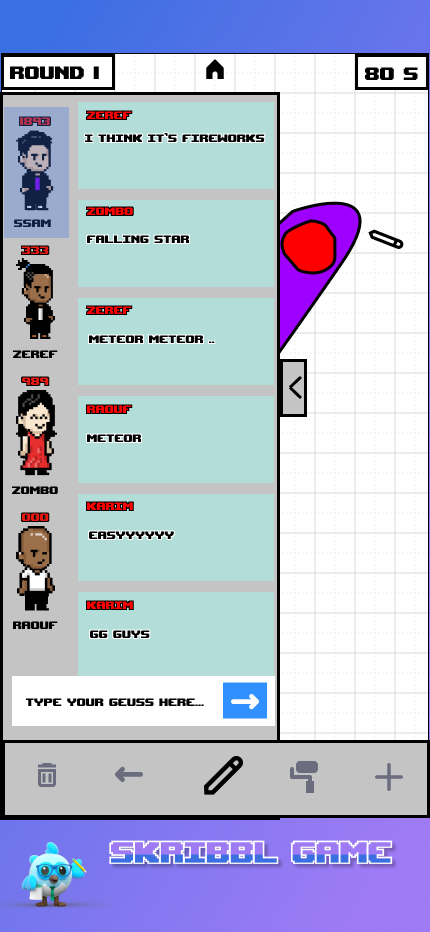 ROUND 1
80 S
1893
SSAM
333
ZEREF
989
ZOMBO
000
RAOUF
ZEREF
I THINK IT'S FIREWORKS
ZOMBO
FALLING STAR
ZEREF
METEOR METEOR ..
RAOUF
METEOR
KARIM
EASYYYYYY
KARIM
GG GUYS
TYPE YOUR GEUSS HERE...
SKRIBBL GAME